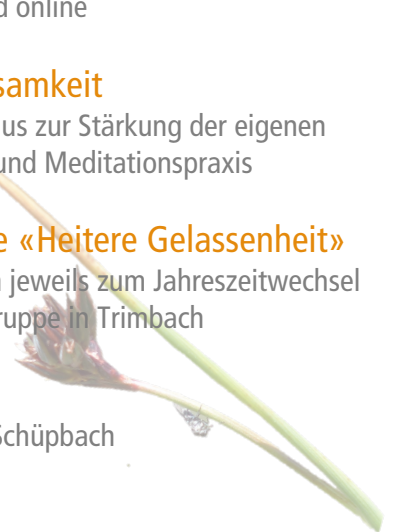 d online
samkeit
us zur Stärkung der eigenen
und Meditationspraxis
e «Heitere Gelassenheit»
jeweils zum Jahreszeitwechsel
ruppe in Trimbach
Schüpbach